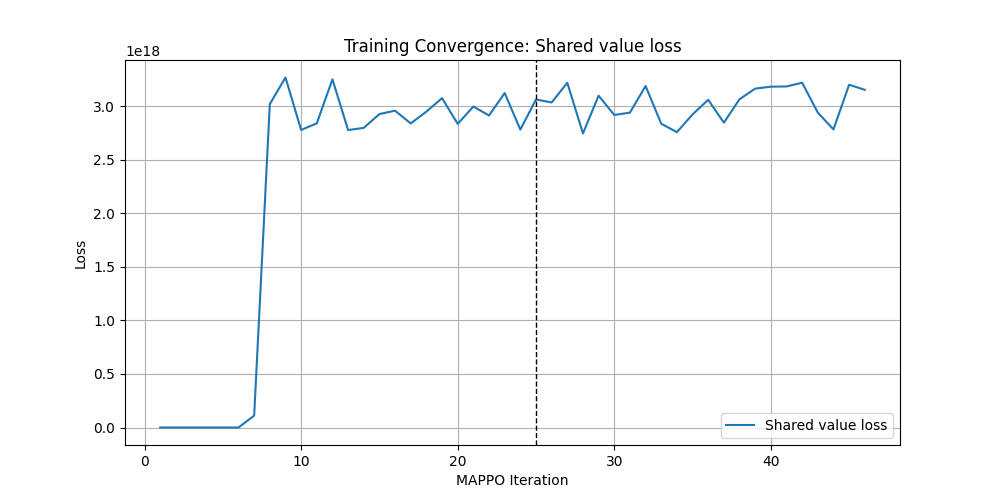 Training Convergence: Shared value loss
1e18
3.0
2.5
2.0
1.5
1.0
0.5
0.0
Loss
0 10 20 30 40
MAPPO Iteration
Shared value loss